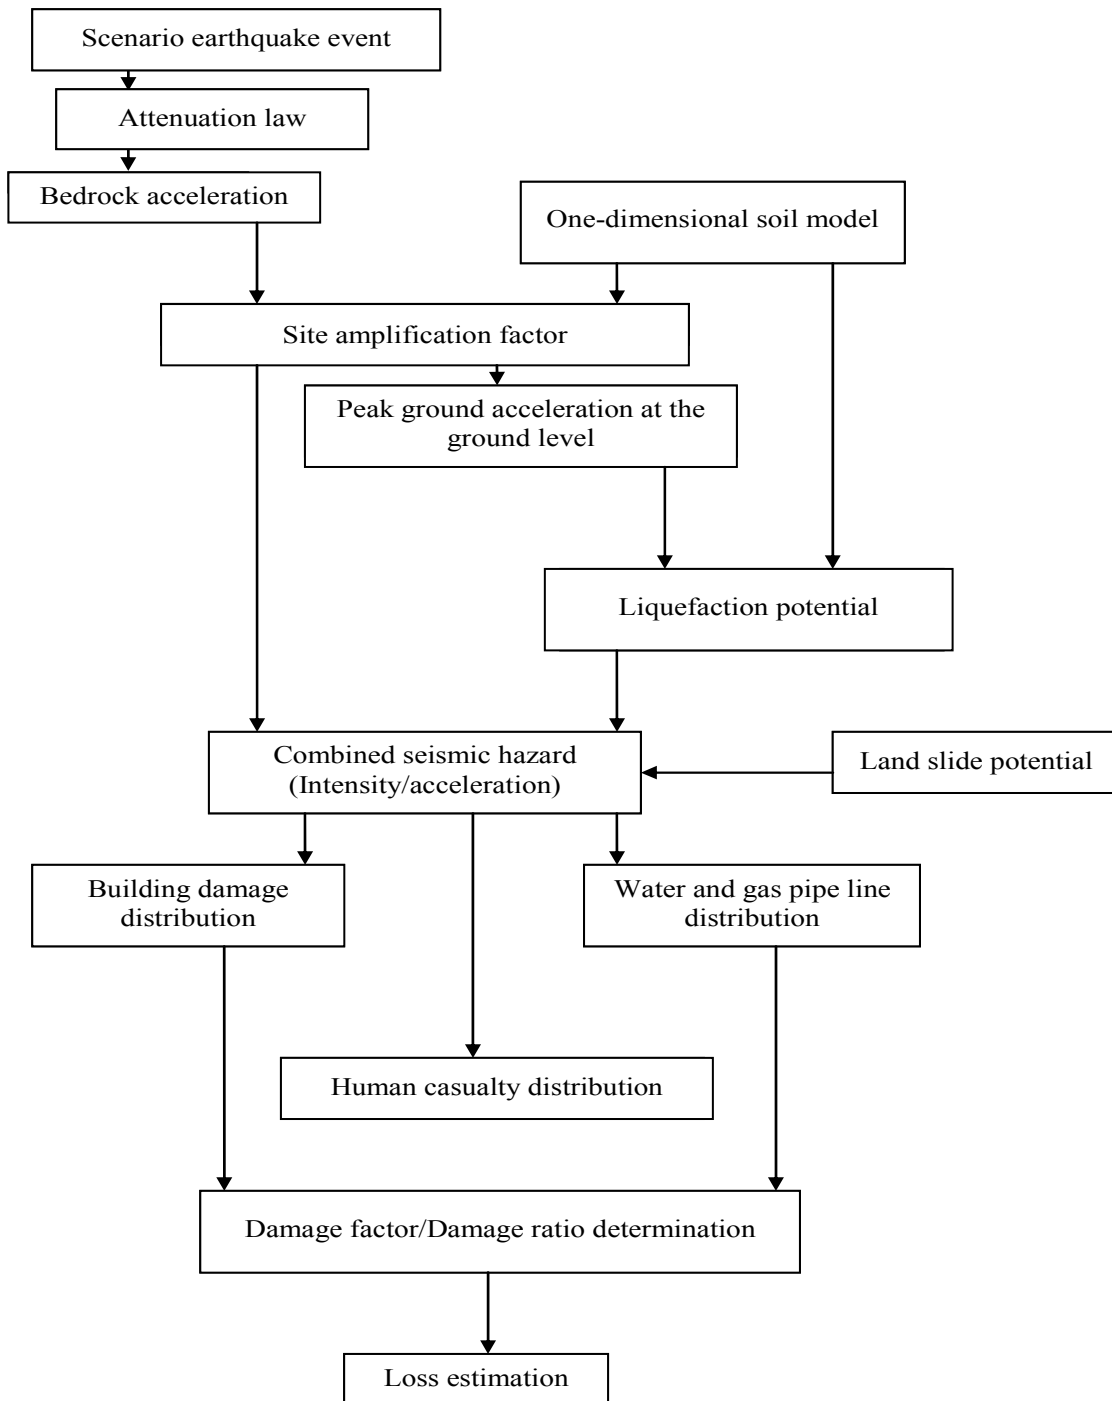 Scenario earthquake event
Attenuation law
Bedrock acceleration
One-dimensional soil model
Site amplification factor
Peak ground acceleration at the
ground level
Liquefaction potential
Combined seismic hazard
(Intensity/acceleration)
Land slide potential
Building damage
distribution
Water and gas pipe line
distribution
Human casualty distribution
Damage factor/Damage ratio determination
Loss estimation